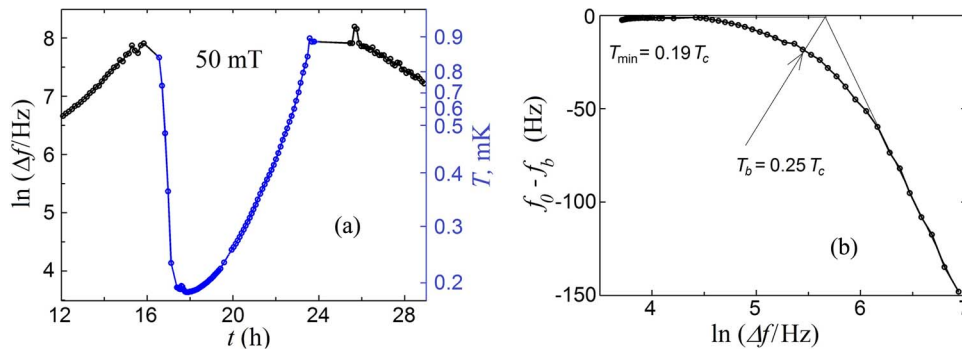 8
7
6
5
4
ln (Δf/Hz)
50 mT
(a)
0.9
0.8
0.7
0.6
0.5
0.4
0.3
0.2
T, mK
12
16
20
24
28
t (h)
0
-50
-100
-150
f0 - fb (Hz)
Tmin = 0.19 Tc
Tb = 0.25 Tc
(b)
4
5
6
7
ln (Δf/Hz)